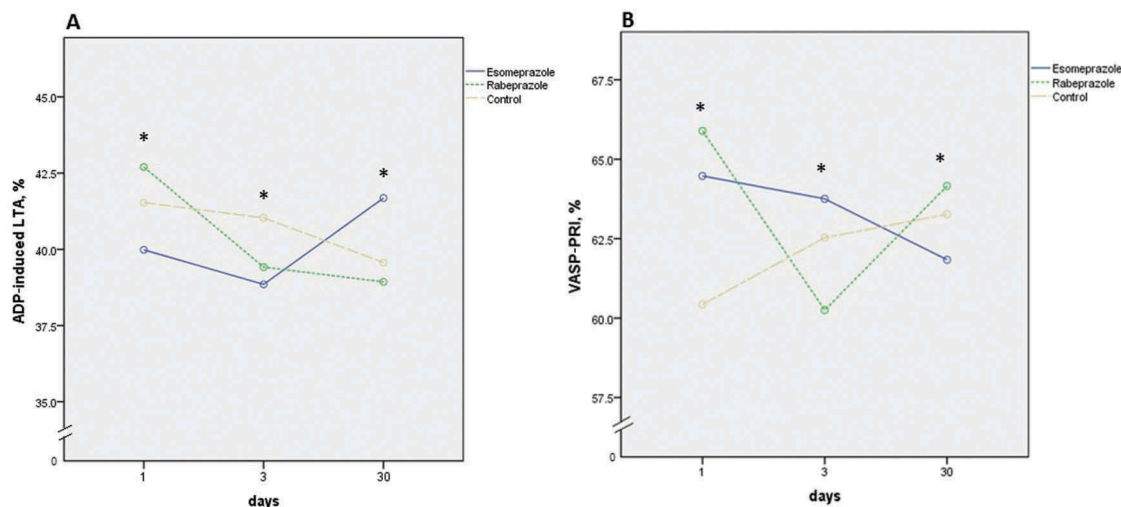 A
Esomeprazole
Rabeprazole
Control
ADP-induced LTA, %
45.0
42.5
40.0
37.5
35.0
0
*
*
*
1
3
30
days
B
Esomeprazole
Rabeprazole
Control
VASP-PRI, %
67.5
65.0
62.5
60.0
57.5
0
*
*
*
1
3
30
days